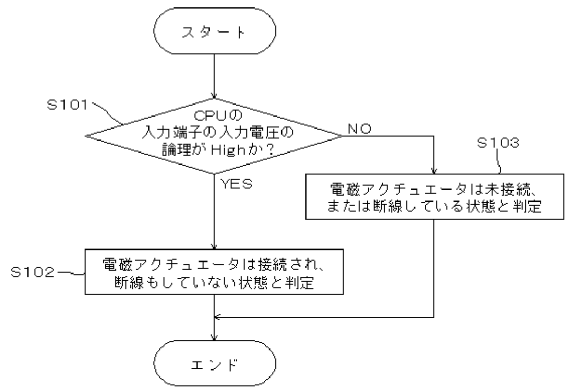 スタート
S101
CPUの
入力端子の入力電圧の
論理が Highか？
NO
YES
S103
電磁アクチュエータは未接続、
または断線している状態と判定
S102
電磁アクチュエータは接続され、
断線もしていない状態と判定
エンド